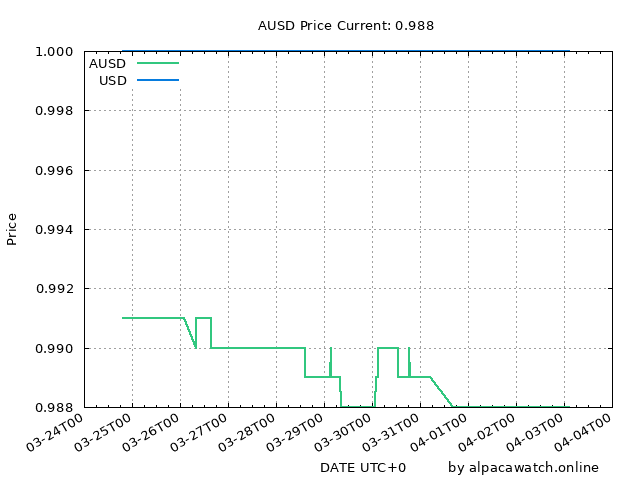 AUSD Price Current: 0.988
1.000
AUSD
USD
0.998
0.996
0.994
Price
0.992
0.990
0.988
03-24T00
03-25T00
03-26T00
03-27T00
03-28T00
03-29T00
03-30T00
03-31T00
04-01T00
04-02T00
04-03T00
04-04T00
DATE UTC+0
by alpacawatch.online